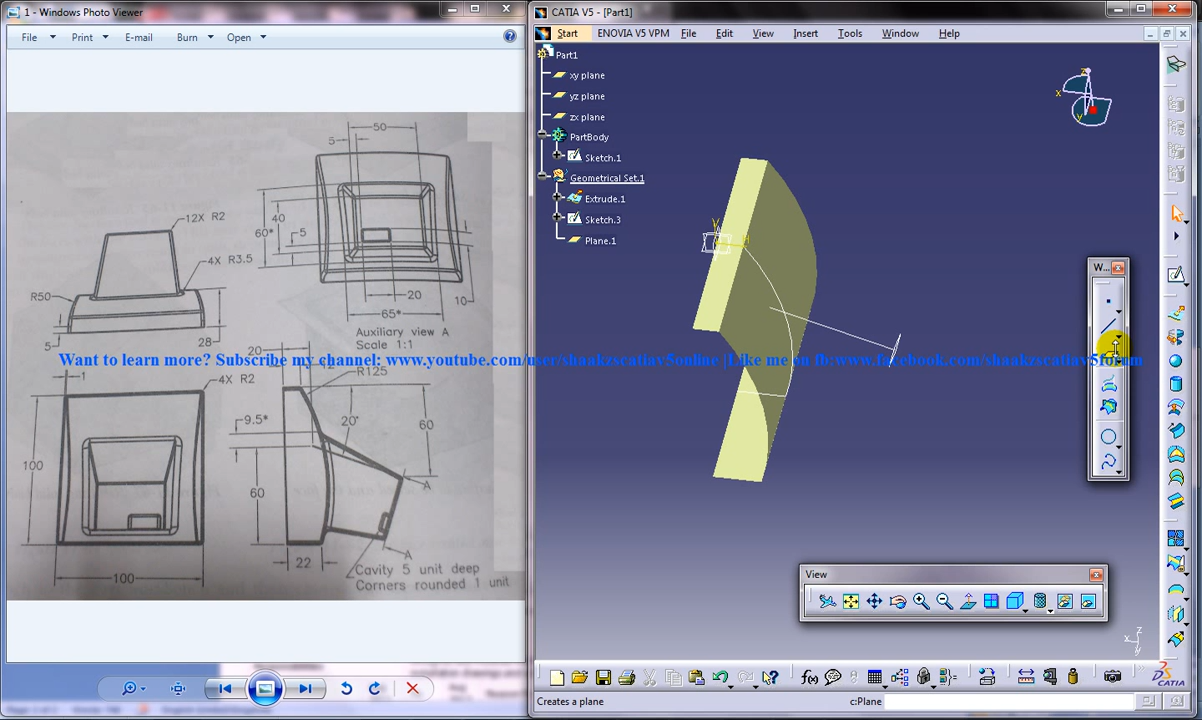 1 - Windows Photo Viewer
File Print E-mail Burn Open
50
5
12X R2
40
60*
5
4X R3.5
R50
20
10
65*
5
28
Auxiliary view A
Scale 1:1
Want to learn more? Subscribe my channel: www.youtube.com/user/shaakzscatiav5online |Like me on fb:www.facebook.com/shaakzscatiav5forum
20
12
R125
1
4X R2
9.5*
20°
60
100
60
A
A
22
100
Cavity 5 unit deep
Corners rounded 1 unit
CATIA V5 - [Part1]
Start ENOVIA V5 VPM File Edit View Insert Tools Window Help
Part1
xy plane
yz plane
zx plane
PartBody
Sketch.1
Geometrical Set.1
Extrude.1
Sketch.3
Plane.1
z
x
y
V
H
W...
View
z
x
y
f(x)
CATIA
Creates a plane
c:Plane